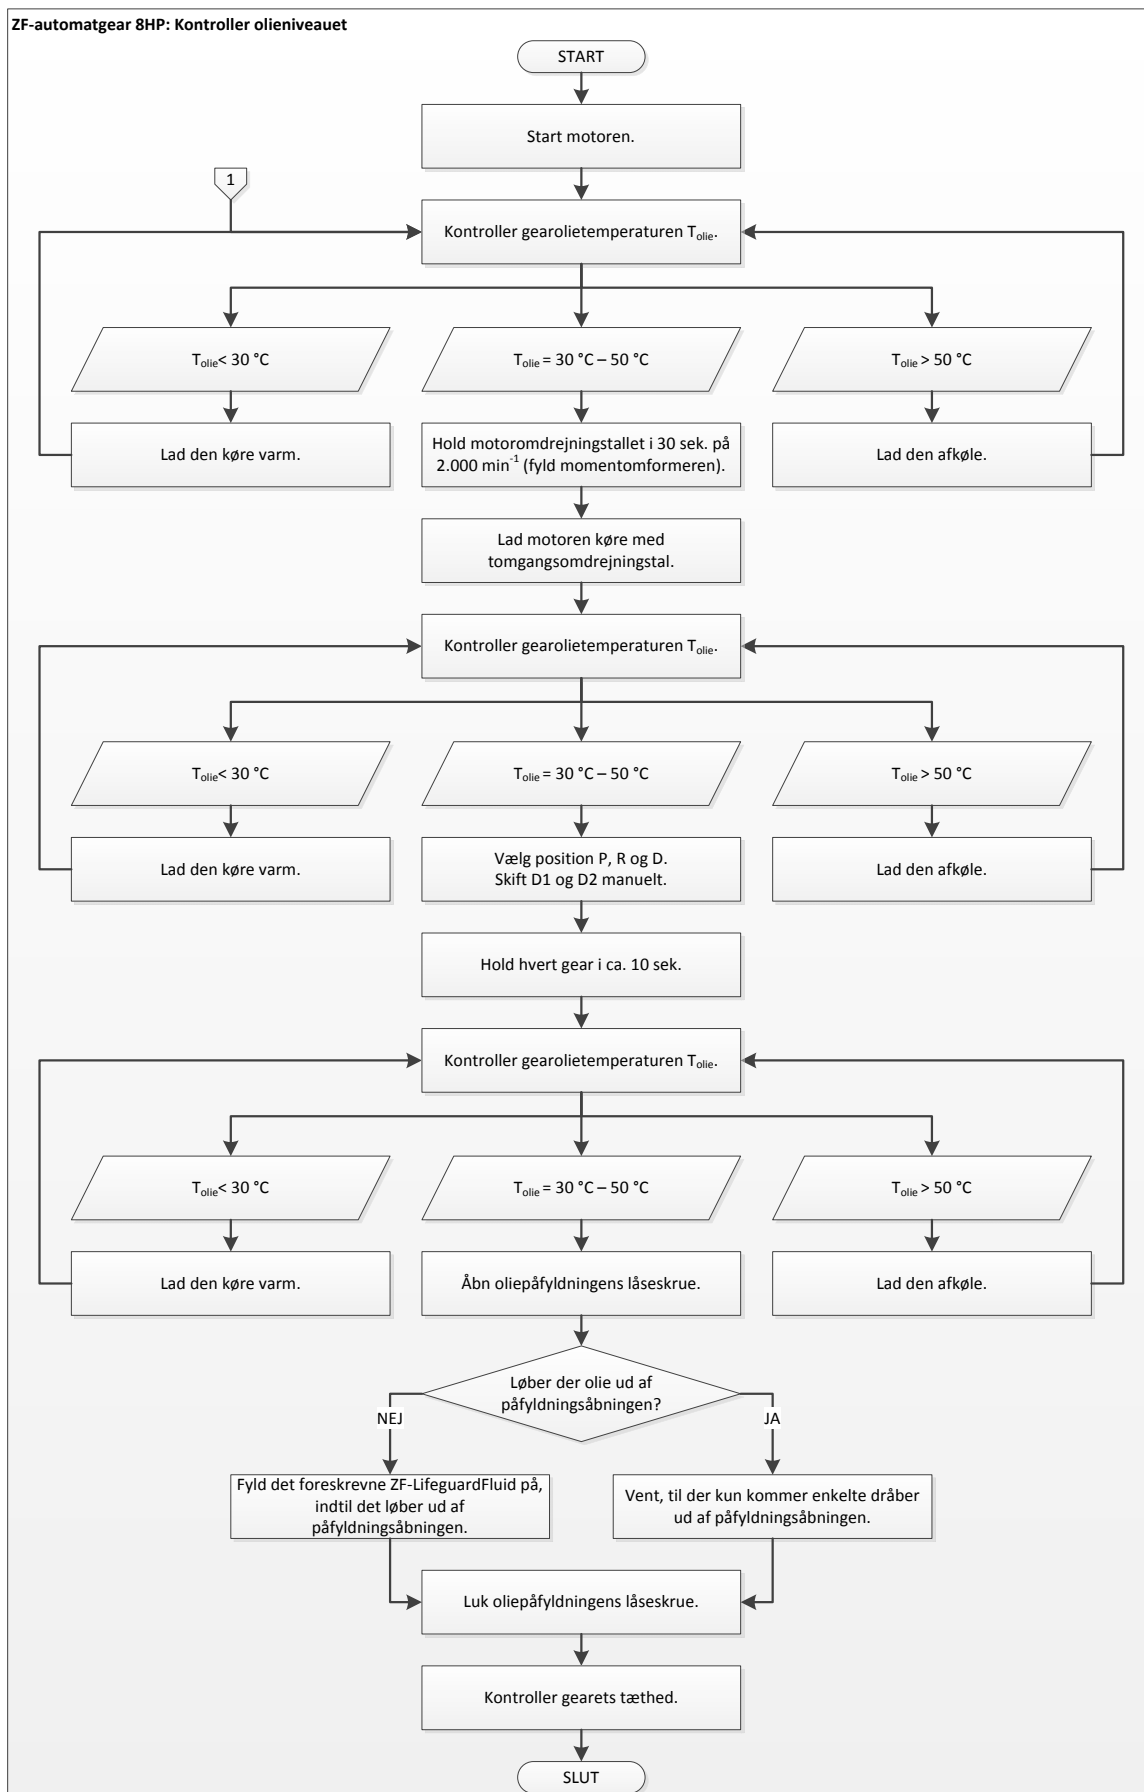 ZF-automatgear 8HP: Kontroller olieniveauet
START
Start motoren.
1
Kontroller gearolietemperaturen Tolie.
Tolie< 30 °C
Tolie = 30 °C – 50 °C
Tolie > 50 °C
Lad den køre varm.
Hold motoromdrejningstallet i 30 sek. på
2.000 min-1 (fyld momentomformeren).
Lad den afkøle.
Lad motoren køre med
tomgangsomdrejningstal.
Kontroller gearolietemperaturen Tolie.
Tolie< 30 °C
Tolie = 30 °C – 50 °C
Tolie > 50 °C
Lad den køre varm.
Vælg position P, R og D.
Skift D1 og D2 manuelt.
Lad den afkøle.
Hold hvert gear i ca. 10 sek.
Kontroller gearolietemperaturen Tolie.
Tolie< 30 °C
Tolie = 30 °C – 50 °C
Tolie > 50 °C
Lad den køre varm.
Åbn oliepåfyldningens låseskrue.
Lad den afkøle.
Løber der olie ud af
påfyldningsåbningen?
NEJ
JA
Fyld det foreskrevne ZF-LifeguardFluid på,
indtil det løber ud af
påfyldningsåbningen.
Vent, til der kun kommer enkelte dråber
ud af påfyldningsåbningen.
Luk oliepåfyldningens låseskrue.
Kontroller gearets tæthed.
SLUT